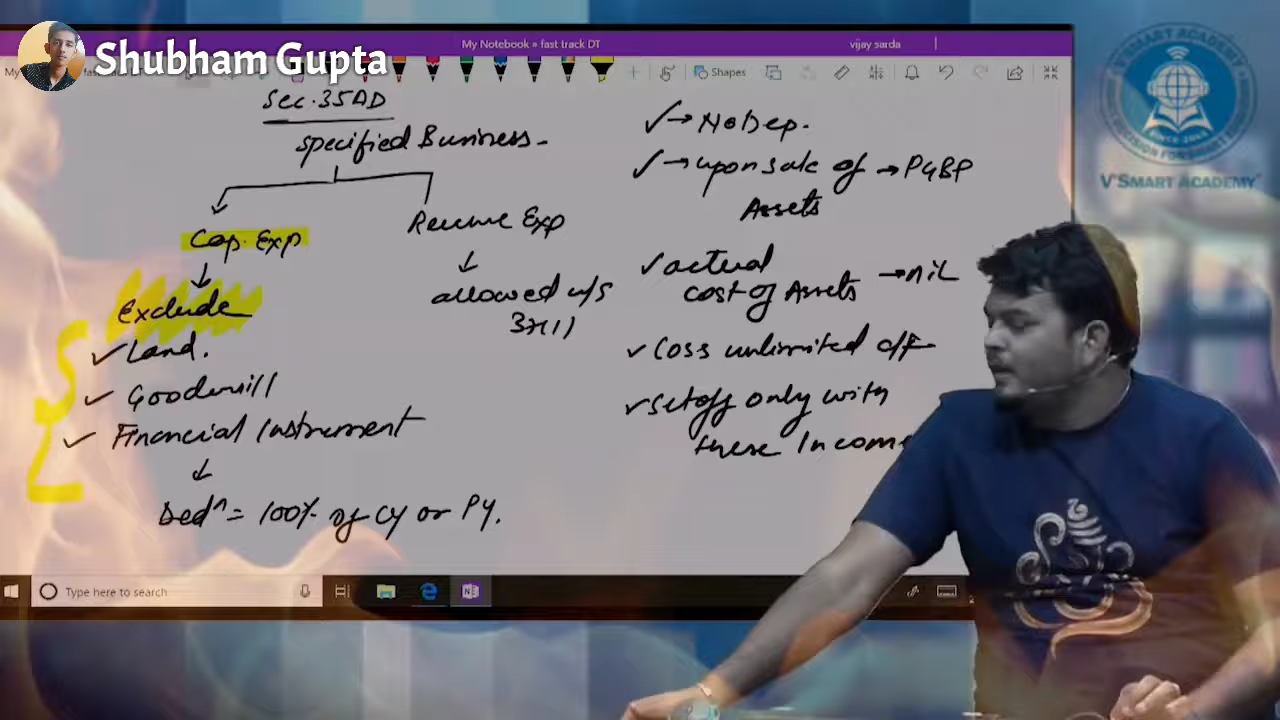 Shubham Gupta
My Notebook » fast track DT
vijay sarda
Shapes
Sec. 35AD
specified Business -
Cap. Exp
Revenue Exp
Exclude
allowed u/s
37(1)
Land.
Goodwill
Financial Instrument
Dedⁿ = 100% of CY or PY.
→ No Dep.
→ upon sale of → PGBP
Assets
actual
cost of Assets → nil
Loss unlimited c/f
Setoff only with
these Income
V'SMART ACADEMY
Type here to search